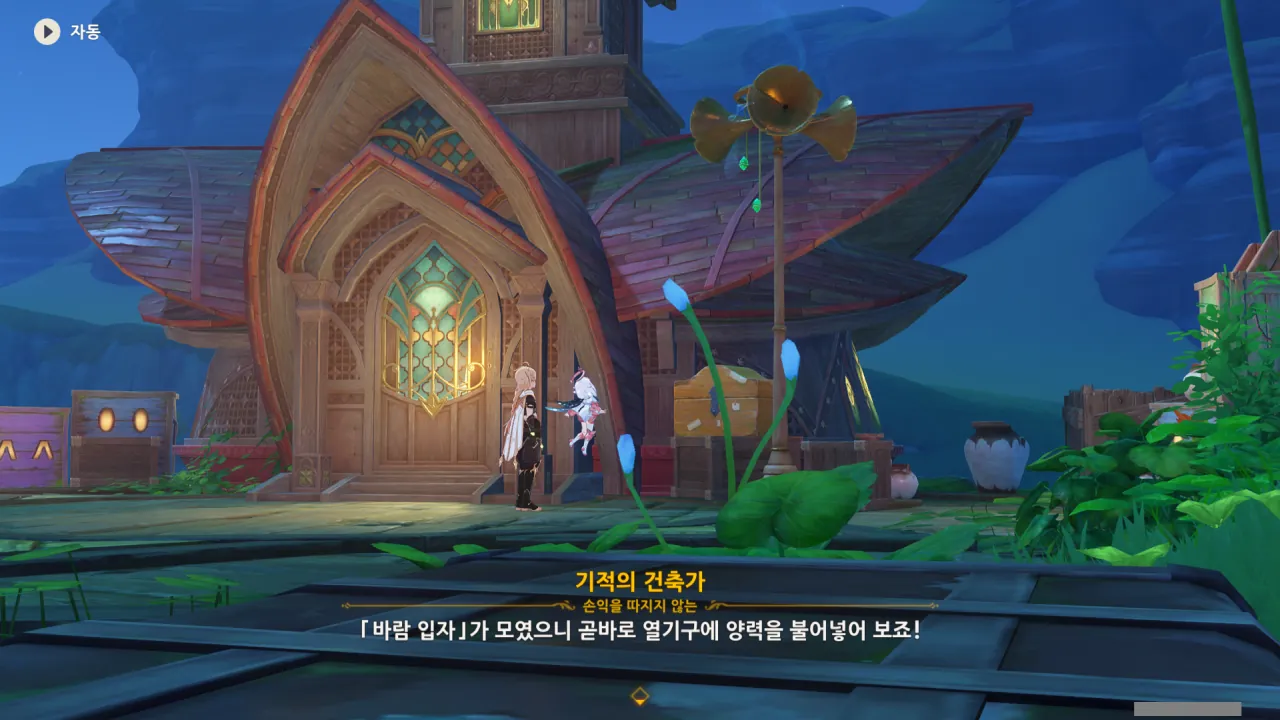 자동
기적의 건축가
손익을 따지지 않는
「바람 입자」가 모였으니 곧바로 열기구에 양력을 불어넣어 보죠!